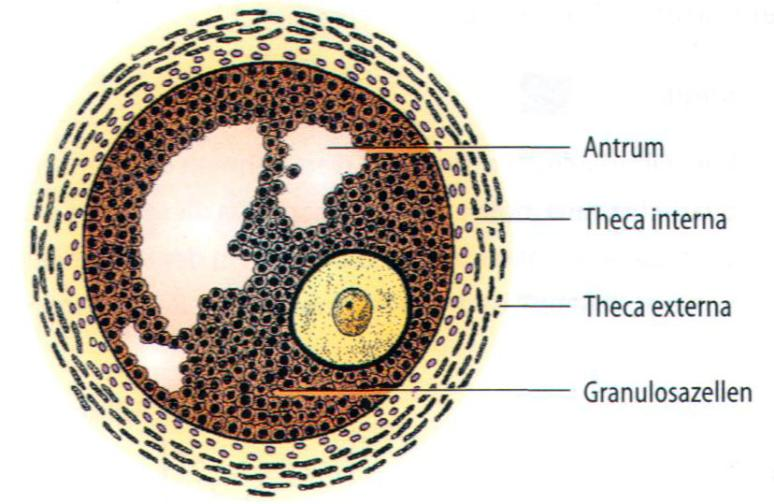 Antrum
Theca interna
Theca externa
Granulosazellen